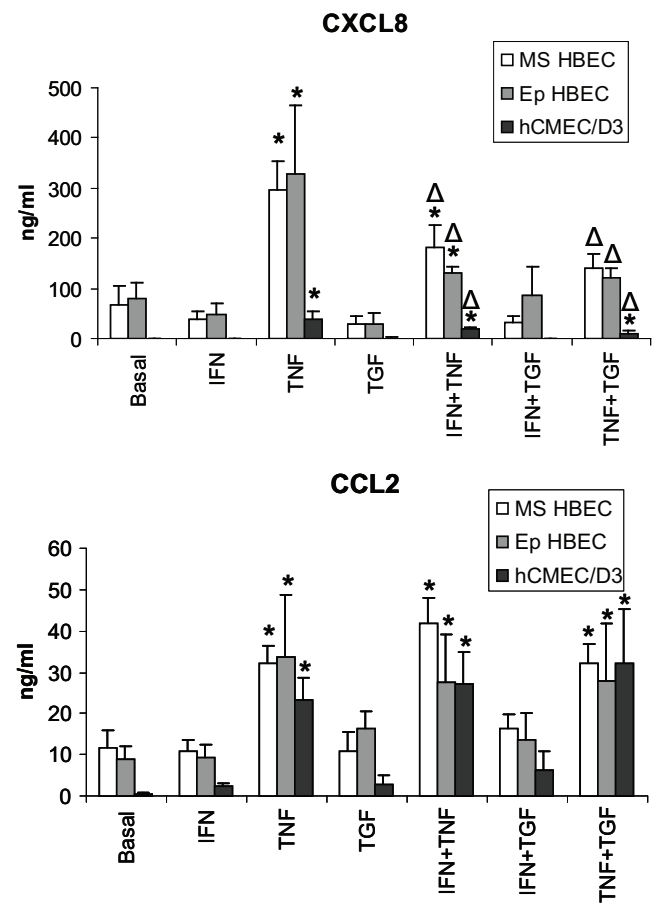 CXCL8
MS HBEC
Ep HBEC
hCMEC/D3
500
400
300
200
100
0
ng/ml
* * *
Δ Δ Δ
* * *
Δ Δ Δ
*
Basal
IFN
TNF
TGF
IFN+TNF
IFN+TGF
TNF+TGF
CCL2
MS HBEC
Ep HBEC
hCMEC/D3
60
50
40
30
20
10
0
ng/ml
* * *
* * *
* * *
Basal
IFN
TNF
TGF
IFN+TNF
IFN+TGF
TNF+TGF